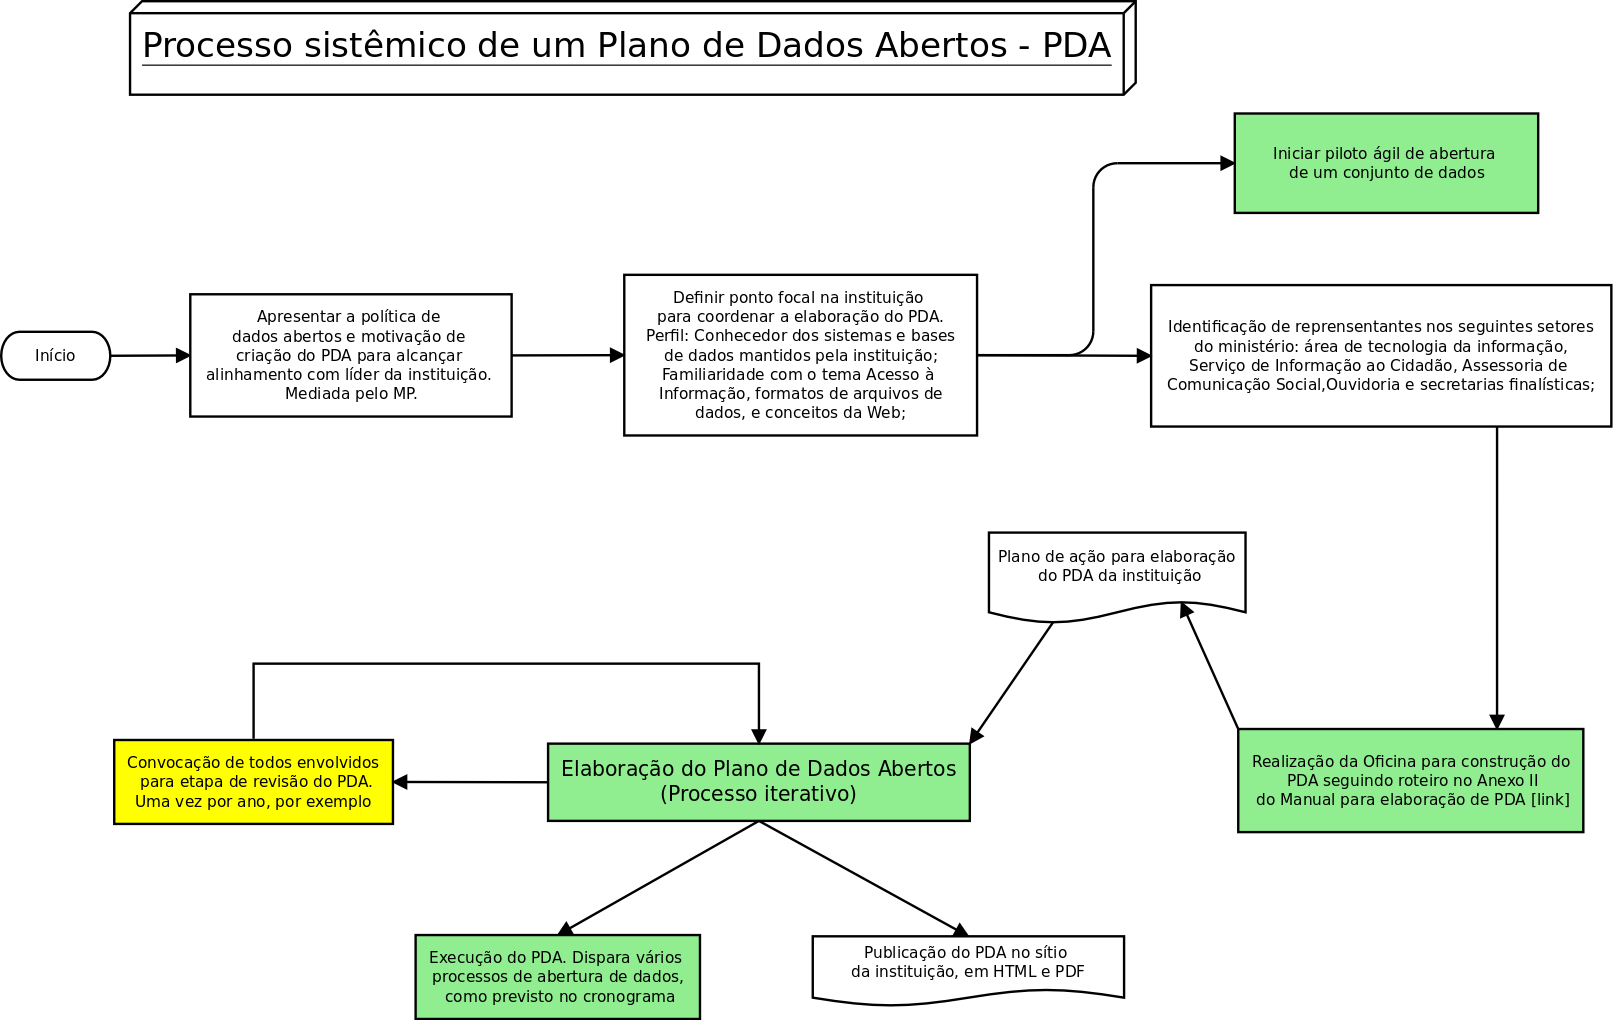 Processo sistêmico de um Plano de Dados Abertos - PDA
Iniciar piloto ágil de abertura
de um conjunto de dados
Início
Apresentar a política de
dados abertos e motivação de
criação do PDA para alcançar
alinhamento com líder da instituição.
Mediada pelo MP.
Definir ponto focal na instituição
para coordenar a elaboração do PDA.
Perfil: Conhecedor dos sistemas e bases
de dados mantidos pela instituição;
Familiaridade com o tema Acesso à
Informação, formatos de arquivos de
dados, e conceitos da Web;
Identificação de reprensentantes nos seguintes setores
do ministério: área de tecnologia da informação,
Serviço de Informação ao Cidadão, Assessoria de
Comunicação Social,Ouvidoria e secretarias finalísticas;
Plano de ação para elaboração
do PDA da instituição
Convocação de todos envolvidos
para etapa de revisão do PDA.
Uma vez por ano, por exemplo
Elaboração do Plano de Dados Abertos
(Processo iterativo)
Realização da Oficina para construção do
PDA seguindo roteiro no Anexo II
do Manual para elaboração de PDA [link]
Execução do PDA. Dispara vários
processos de abertura de dados,
como previsto no cronograma
Publicação do PDA no sítio
da instituição, em HTML e PDF